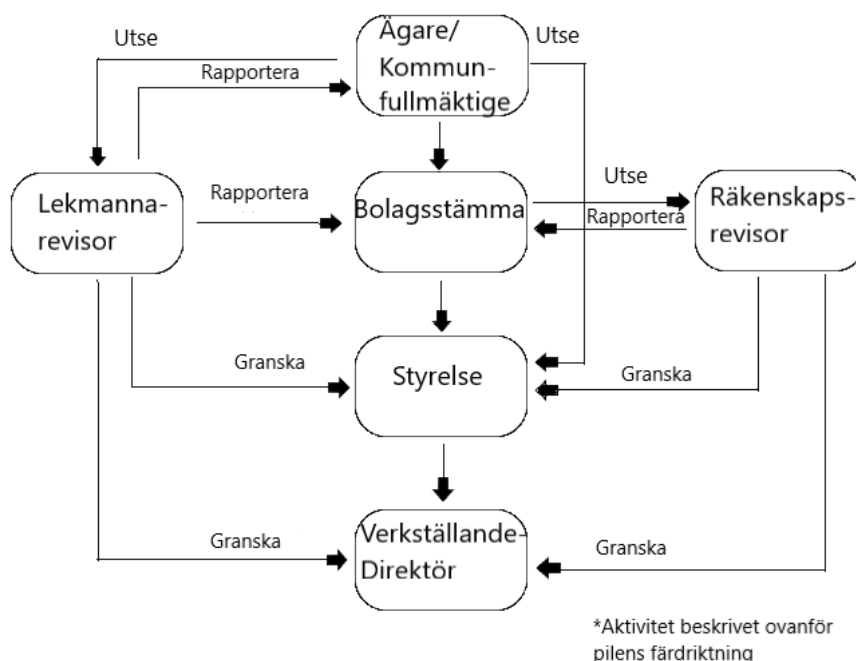 Utse
Ägare/
Kommun-
fullmäktige
Utse
Rapportera
Lekmanna-
revisor
Rapportera
Bolagsstämma
Utse
Rapportera
Räkenskaps-
revisor
Granska
Styrelse
Granska
Granska
Verkställande-
Direktör
Granska
*Aktivitet beskrivet ovanför
pilens färdriktning